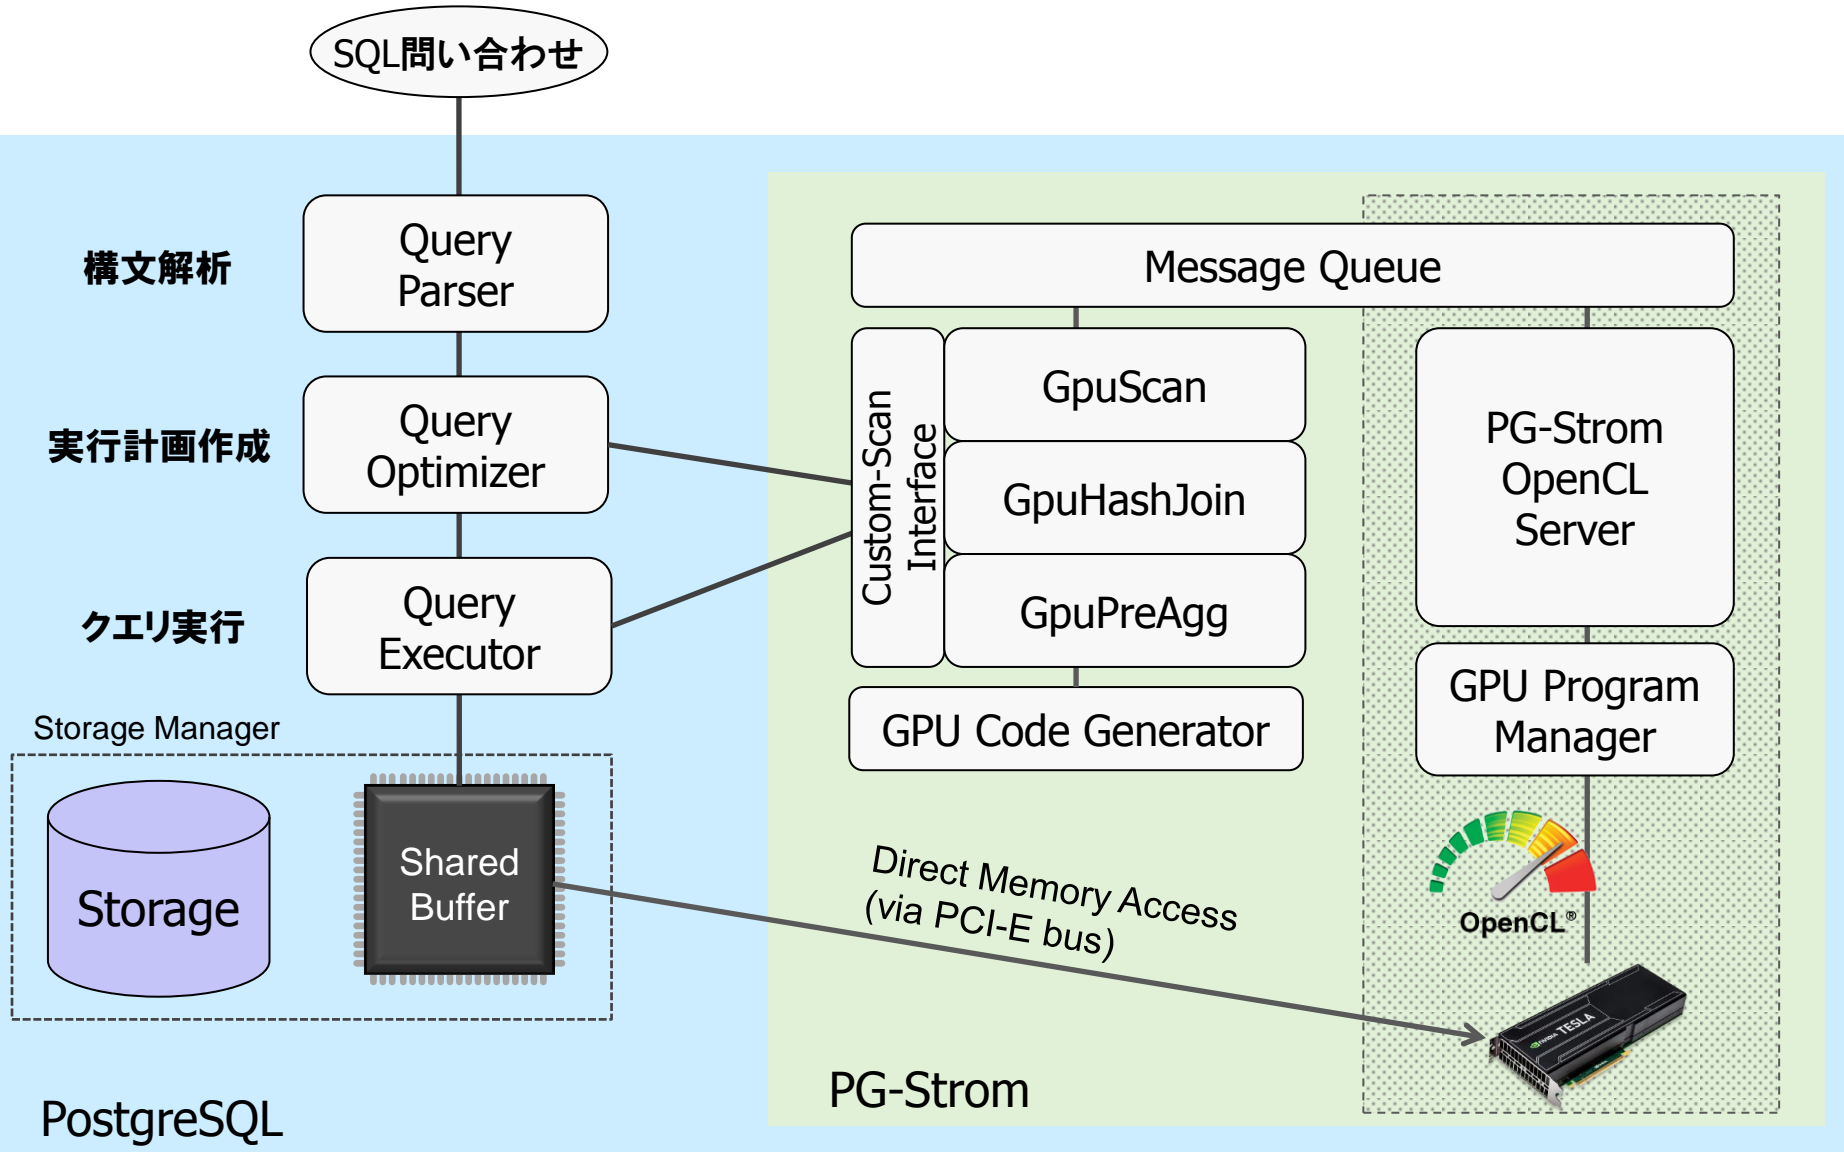 SQL問い合わせ
構文解析
Query
Parser
実行計画作成
Query
Optimizer
クエリ実行
Query
Executor
Storage Manager
Storage
Shared
Buffer
PostgreSQL
Message Queue
Custom-Scan
Interface
GpuScan
GpuHashJoin
GpuPreAgg
GPU Code Generator
PG-Strom
OpenCL
Server
GPU Program
Manager
OpenCL®
Direct Memory Access
(via PCI-E bus)
NVIDIA TESLA
PG-Strom